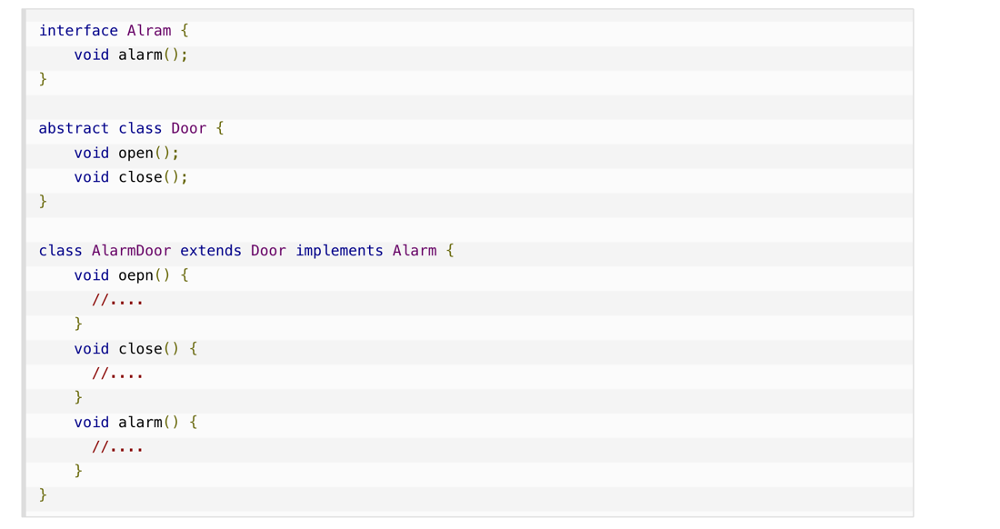 interface Alram {
    void alarm();
}

abstract class Door {
    void open();
    void close();
}

class AlarmDoor extends Door implements Alarm {
    void oepn() {
      //....
    }
    void close() {
      //....
    }
    void alarm() {
      //....
    }
}